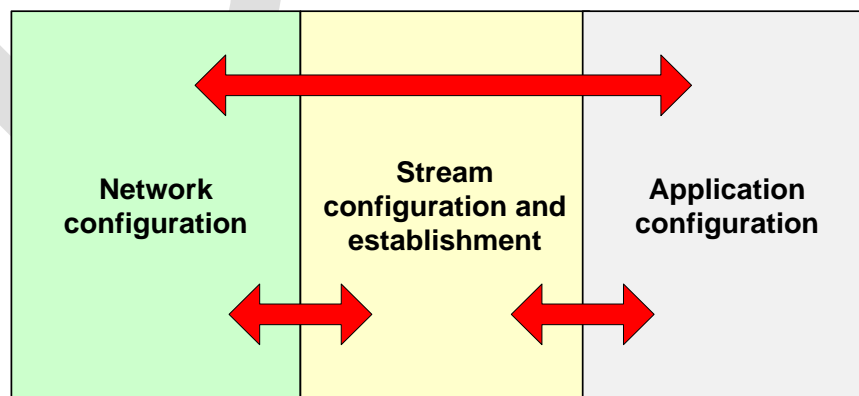 Network
configuration
Stream
configuration and
establishment
Application
configuration